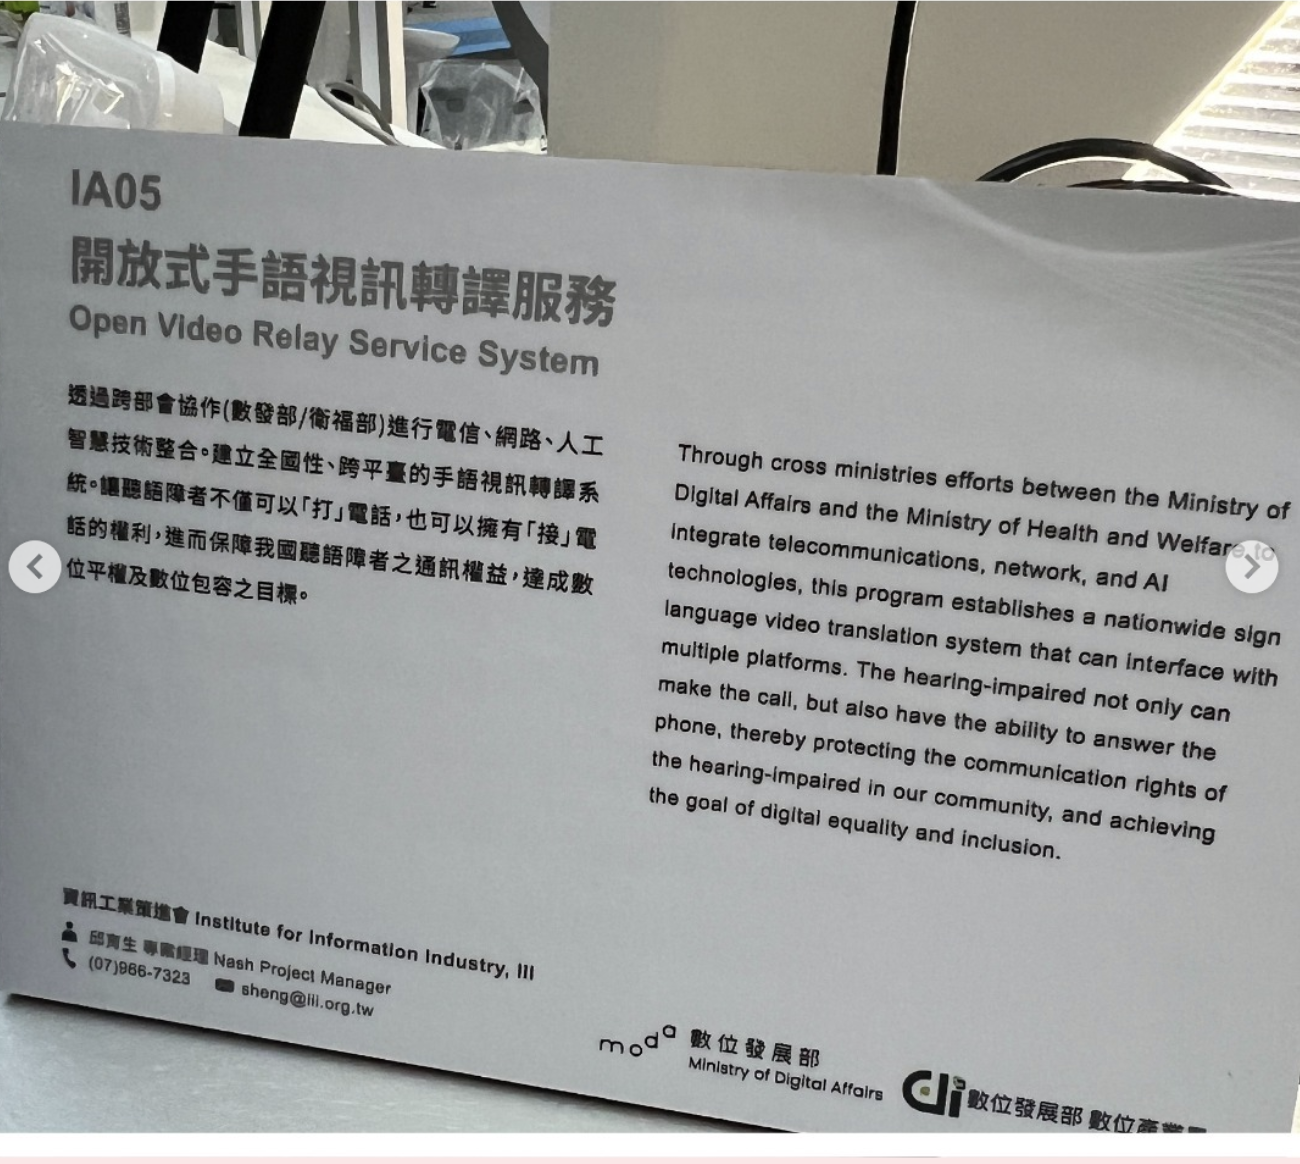 IA05
開放式手語視訊轉譯服務
Open Video Relay Service System
透過跨部會協作(數發部/衛福部)進行電信、網路、人工
智慧技術整合。建立全國性、跨平臺的手語視訊轉譯系
統。讓聽語障者不僅可以「打」電話，也可以擁有「接」電
話的權利，進而保障我國聽語障者之通訊權益，達成數
位平權及數位包容之目標。
Through cross ministries efforts between the Ministry of
Digital Affairs and the Ministry of Health and Welfare to
integrate telecommunications, network, and AI
technologies, this program establishes a nationwide sign
language video translation system that can interface with
multiple platforms. The hearing-impaired not only can
make the call, but also have the ability to answer the
phone, thereby protecting the communication rights of
the hearing-impaired in our community, and achieving
the goal of digital equality and inclusion.
資訊工業策進會 Institute for Information Industry, III
邱育生 專案經理 Nash Project Manager
(07)966-7323 sheng@iii.org.tw
moda 數位發展部
Ministry of Digital Affairs
di 數位發展部 數位產業